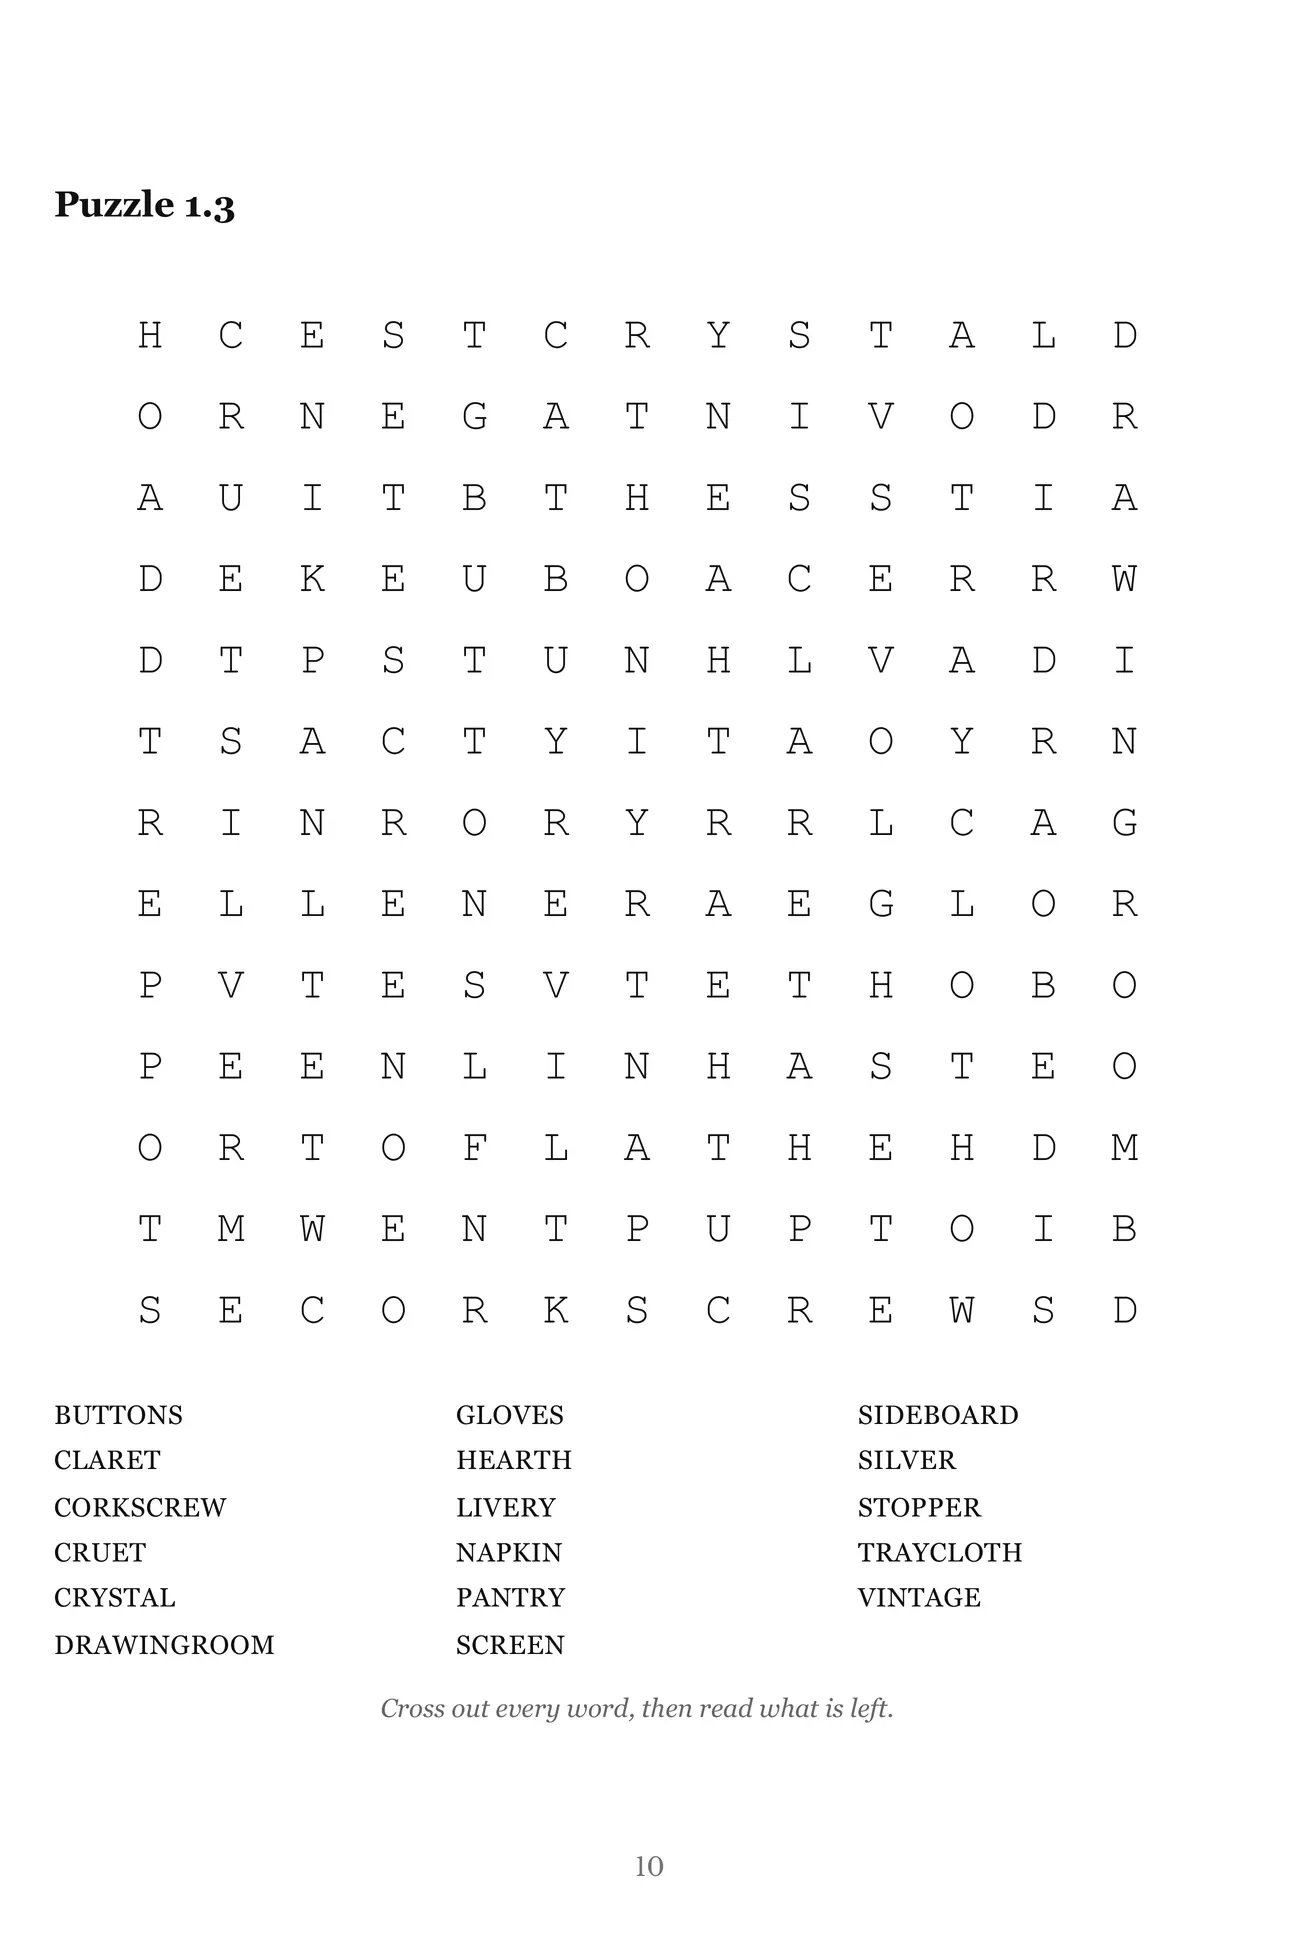 Puzzle 1.3
H C E S T C R Y S T A L D
O R N E G A T N I V O D R
A U I T B T H E S S T I A
D E K E U B O A C E R R W
D T P S T U N H L V A D I
T S A C T Y I T A O Y R N
R I N R O R Y R R L C A G
E L L E N E R A E G L O R
P V T E S V T E T H O B O
P E E N L I N H A S T E O
O R T O F L A T H E H D M
T M W E N T P U P T O I B
S E C O R K S C R E W S D
BUTTONS GLOVES SIDEBOARD
CLARET HEARTH SILVER
CORKSCREW LIVERY STOPPER
CRUET NAPKIN TRAYCLOTH
CRYSTAL PANTRY VINTAGE
DRAWINGROOM SCREEN
Cross out every word, then read what is left.
10